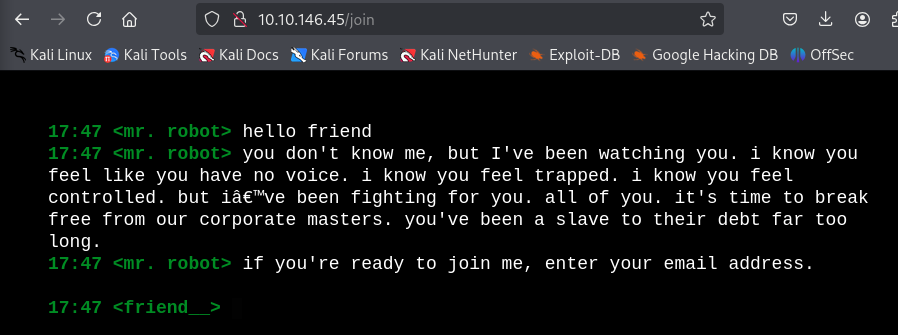 10.10.146.45/join
Kali Linux Kali Tools Kali Docs Kali Forums Kali NetHunter Exploit-DB Google Hacking DB OffSec
17:47 <mr. robot> hello friend
17:47 <mr. robot> you don't know me, but I've been watching you. i know you
feel like you have no voice. i know you feel trapped. i know you feel
controlled. but iâ€™ve been fighting for you. all of you. it's time to break
free from our corporate masters. you've been a slave to their debt far too
long.
17:47 <mr. robot> if you're ready to join me, enter your email address.
17:47 <friend__>